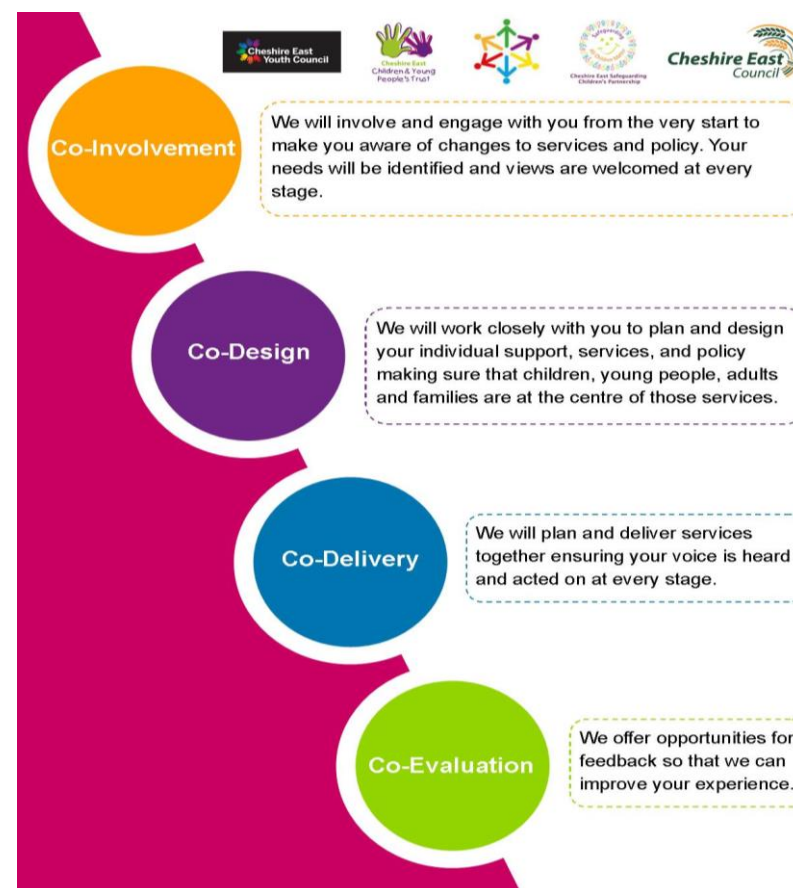 Cheshire East
Youth Council
Cheshire East
Children & Young
People's Trust
Safeguarding
Cheshire East Safeguarding
Children's Partnership
Cheshire East
Council
Co-Involvement
We will involve and engage with you from the very start to
make you aware of changes to services and policy. Your
needs will be identified and views are welcomed at every
stage.
Co-Design
We will work closely with you to plan and design
your individual support, services, and policy
making sure that children, young people, adults
and families are at the centre of those services.
Co-Delivery
We will plan and deliver services
together ensuring your voice is heard
and acted on at every stage.
Co-Evaluation
We offer opportunities for
feedback so that we can
improve your experience.